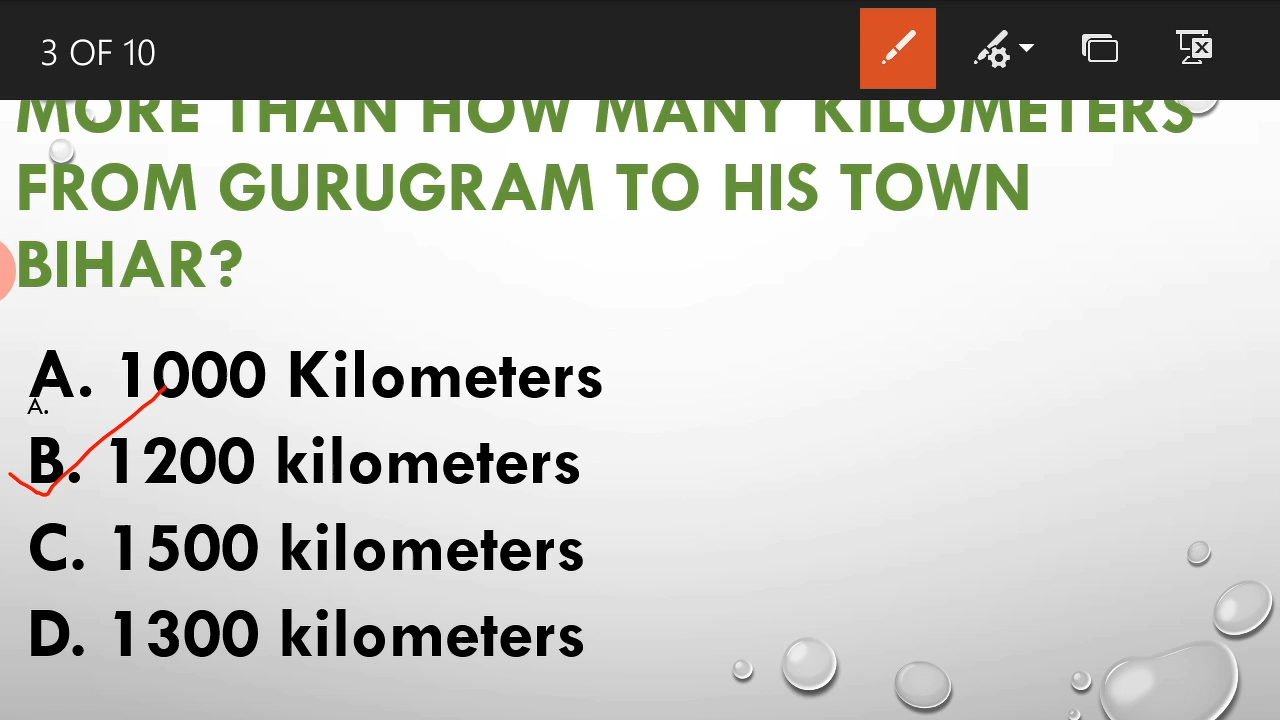 3 OF 10
MORE THAN HOW MANY KILOMETERS
FROM GURUGRAM TO HIS TOWN
BIHAR?
A. 1000 Kilometers
A.
B. 1200 kilometers
C. 1500 kilometers
D. 1300 kilometers